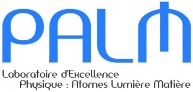 PALM
Laboratoire d'Excellence
Physique : Atomes Lumière Matière